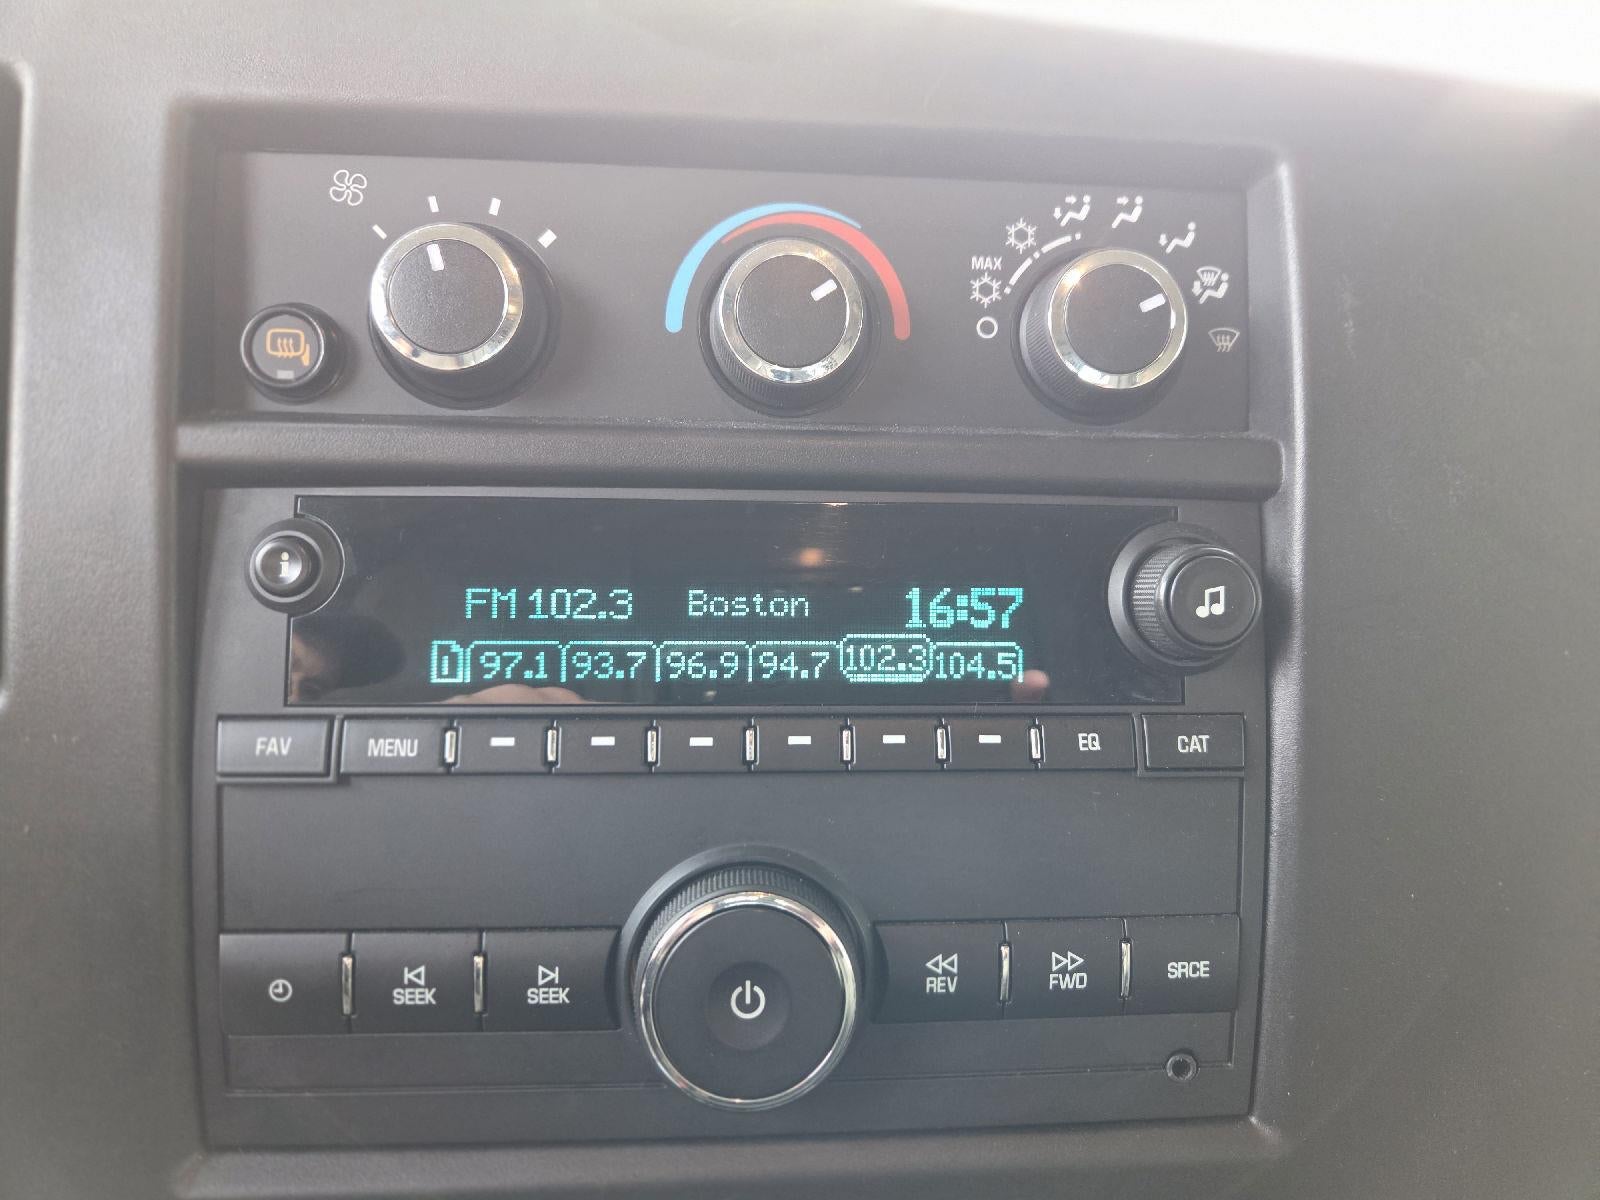 MAX
FM 102.3 Boston 16:57
1 97.1 93.7 96.9 94.7 102.3 104.5
FAV MENU EQ CAT
SEEK SEEK REV FWD SRCE